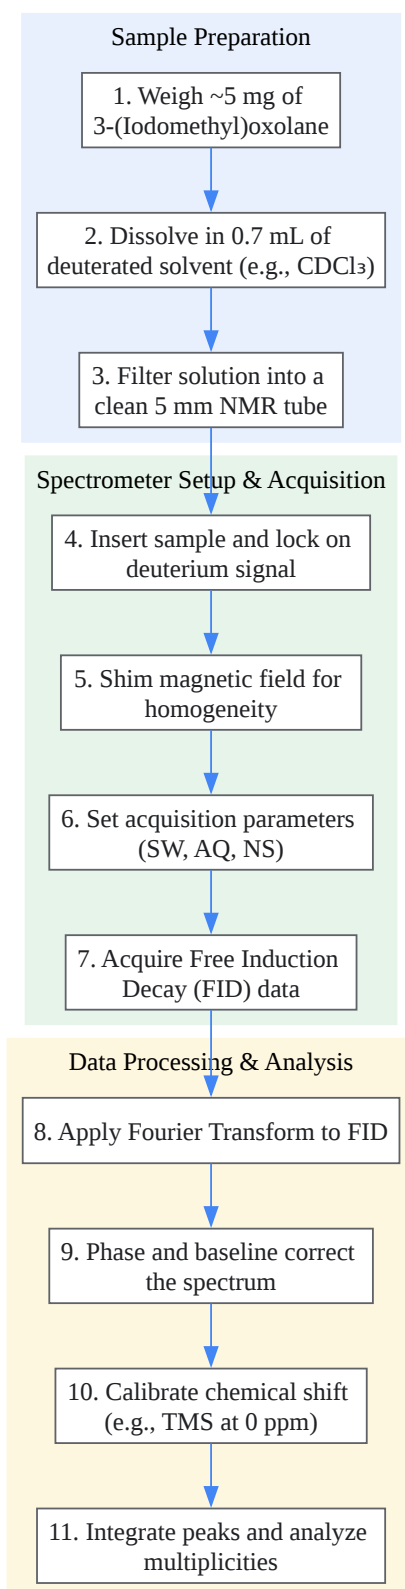 Sample Preparation
1. Weigh ~5 mg of
3-(Iodomethyl)oxolane
2. Dissolve in 0.7 mL of
deuterated solvent (e.g., CDCl₃)
3. Filter solution into a
clean 5 mm NMR tube
Spectrometer Setup & Acquisition
4. Insert sample and lock on
deuterium signal
5. Shim magnetic field for
homogeneity
6. Set acquisition parameters
(SW, AQ, NS)
7. Acquire Free Induction
Decay (FID) data
Data Processing & Analysis
8. Apply Fourier Transform to FID
9. Phase and baseline correct
the spectrum
10. Calibrate chemical shift
(e.g., TMS at 0 ppm)
11. Integrate peaks and analyze
multiplicities